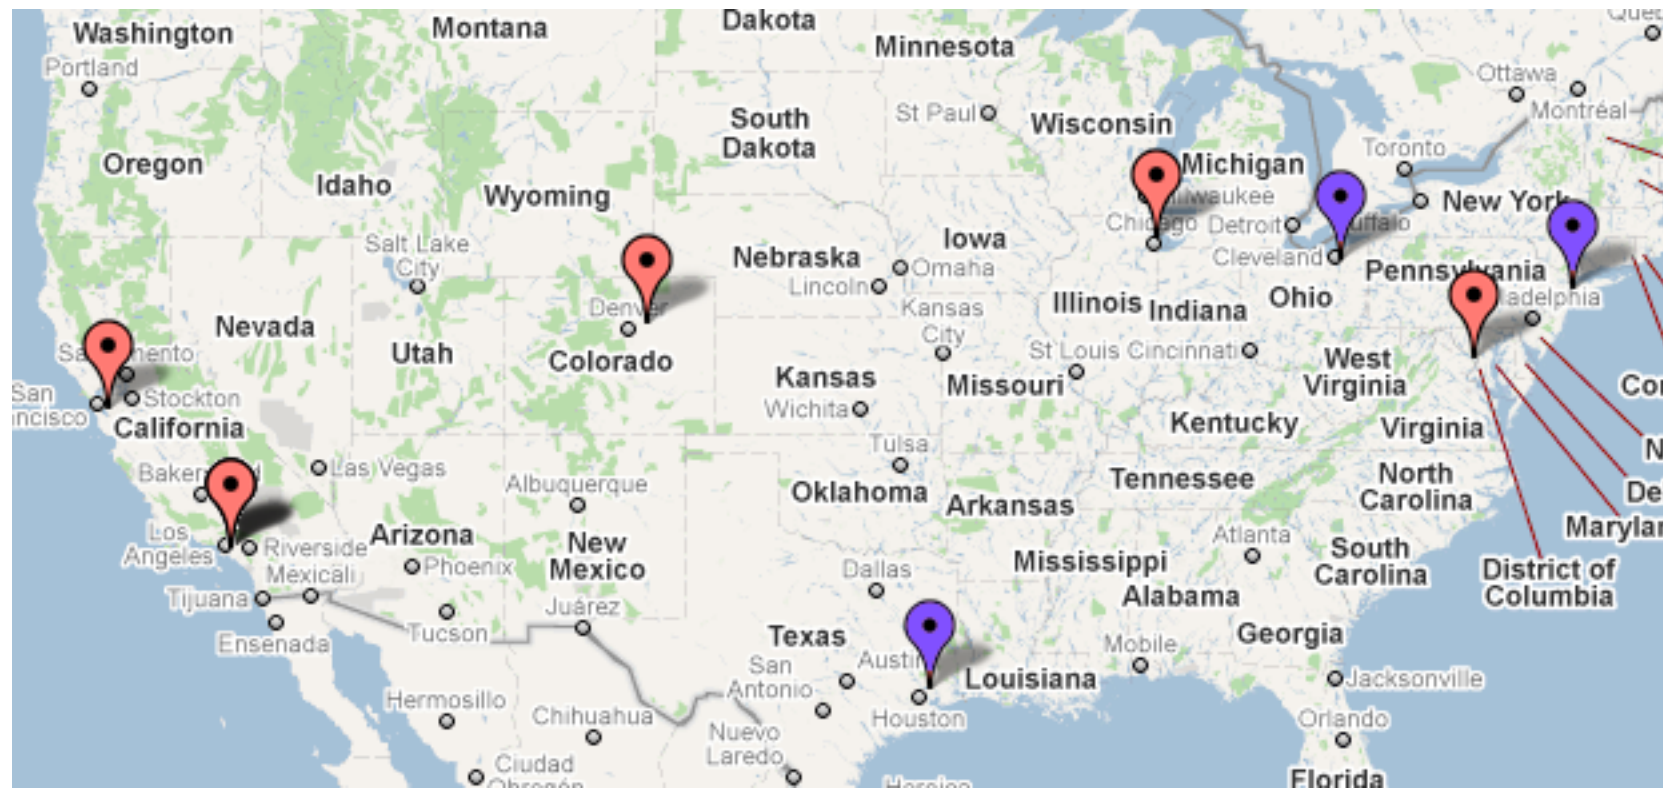 Washington
Montana
Dakota
Minnesota
Portland
Ottawa
Montréal
St Paul
South
Dakota
Wisconsin
Oregon
Idaho
Wyoming
Michigan
Toronto
New York
Chicago
Detroit
Salt Lake
City
Nebraska
Iowa
Omaha
Lincoln
Cleveland
Pennsylvania
Denver
Kansas
City
Illinois
Indiana
Ohio
Nevada
Utah
Colorado
St Louis
Cincinnati
West
Virginia
Kansas
Missouri
San
Stockton
California
Wichita
Kentucky
Virginia
Tulsa
Las Vegas
Albuquerque
Oklahoma
Arkansas
Tennessee
North
Carolina
Los
Angeles
Riverside
Arizona
New
Mexico
Phoenix
Mexicali
Dallas
Mississippi
Atlanta
South
Carolina
District of
Columbia
Tijuana
Alabama
Juárez
Tucson
Ensenada
Texas
Georgia
Mobile
San
Antonio
Austin
Louisiana
Jacksonville
Hermosillo
Chihuahua
Houston
Orlando
Nuevo
Laredo
Ciudad
Obregón
Florida